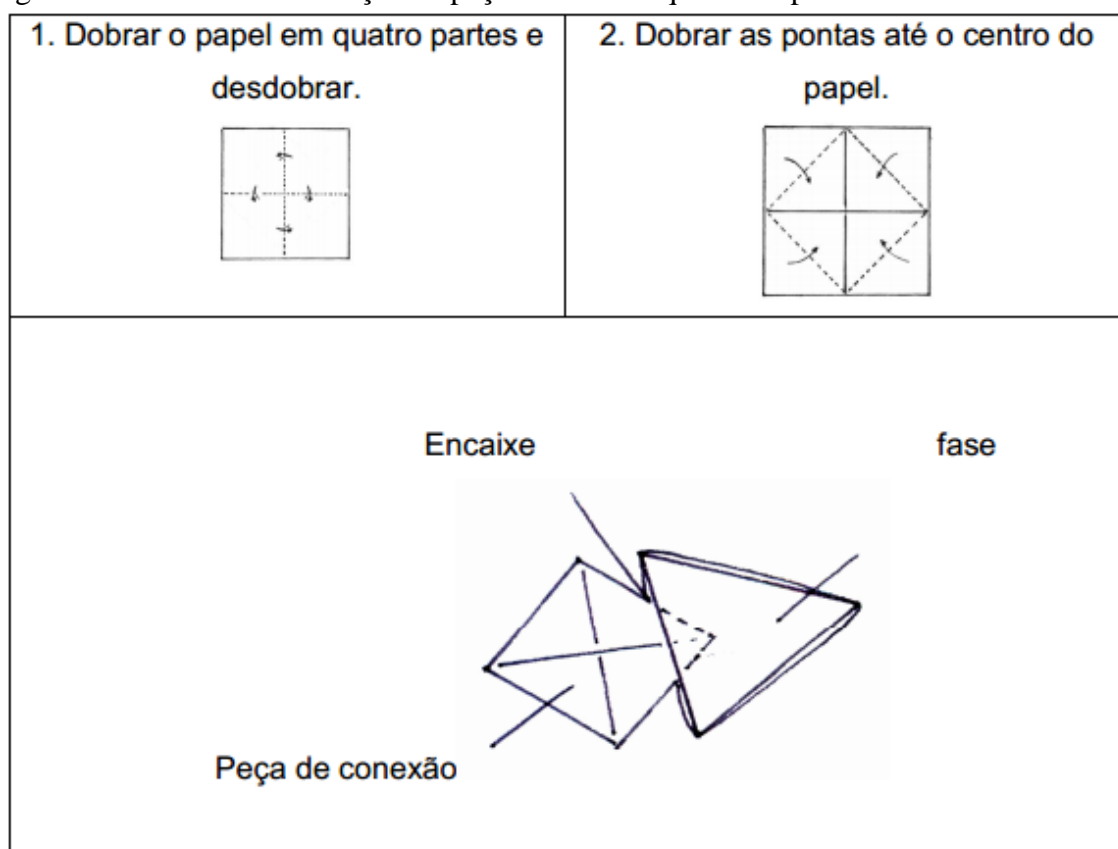 1. Dobrar o papel em quatro partes e
desdobrar.
2. Dobrar as pontas até o centro do
papel.
Encaixe
fase
Peça de conexão